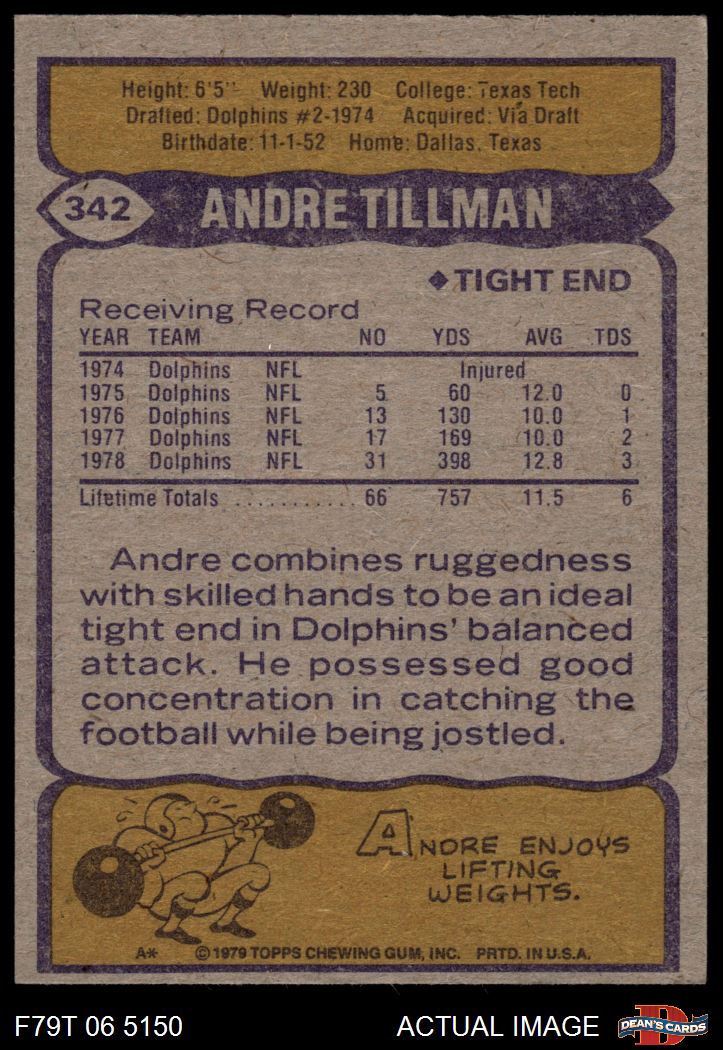 Height: 6'5" Weight: 230 College: Texas Tech
Drafted: Dolphins #2-1974 Acquired: Via Draft
Birthdate: 11-1-52 Home: Dallas, Texas
342 ANDRE TILLMAN
◆TIGHT END
Receiving Record
YEAR TEAM NO YDS AVG TDS
1974 Dolphins NFL Injured
1975 Dolphins NFL 5 60 12.0 0
1976 Dolphins NFL 13 130 10.0 1
1977 Dolphins NFL 17 169 10.0 2
1978 Dolphins NFL 31 398 12.8 3
Lifetime Totals ............ 66 757 11.5 6
Andre combines ruggedness
with skilled hands to be an ideal
tight end in Dolphins' balanced
attack. He possessed good
concentration in catching the
football while being jostled.
ANDRE ENJOYS
LIFTING
WEIGHTS.
A* ©1979 TOPPS CHEWING GUM, INC. PRTD. IN U.S.A.
F79T 06 5150 ACTUAL IMAGE D DEAN'S CARDS